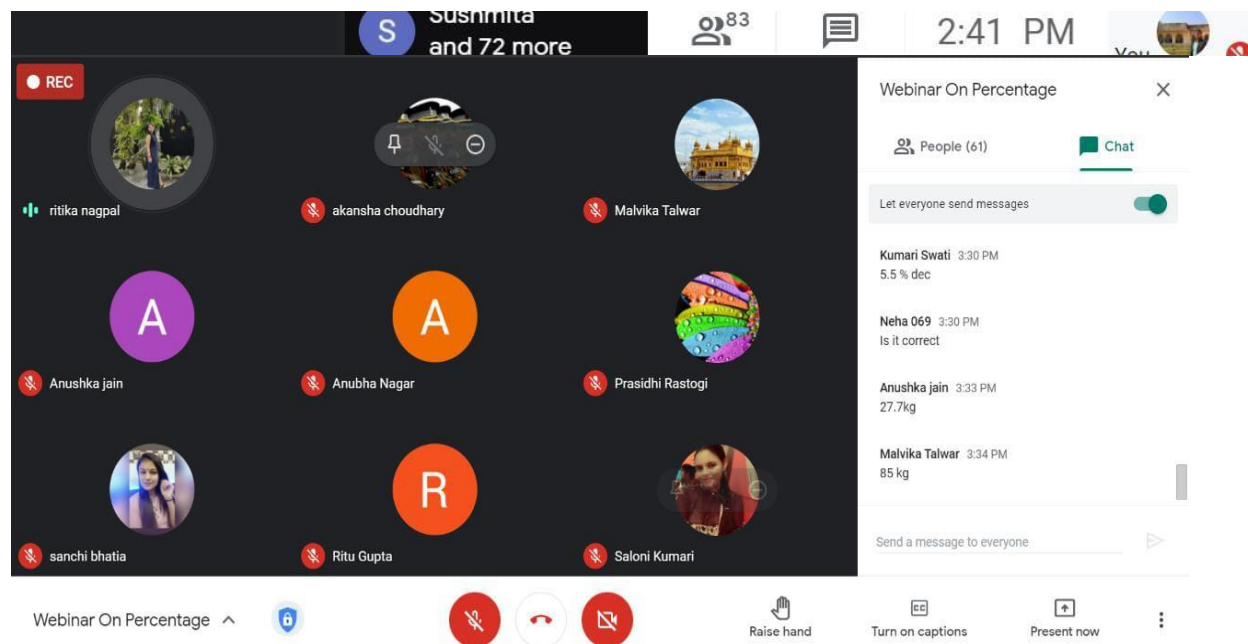 S
Sushmita
and 72 more
83
2:41 PM
You
REC
Webinar On Percentage
People (61)
Chat
Let everyone send messages
ritika nagpal
akansha choudhary
Malvika Talwar
Kumari Swati 3:30 PM
5.5 % dec
Neha 069 3:30 PM
Is it correct
A
A
Anushka jain
Anubha Nagar
Prasidhi Rastogi
Anushka jain 3:33 PM
27.7kg
Malvika Talwar 3:34 PM
85 kg
R
sanchi bhatia
Ritu Gupta
Saloni Kumari
Send a message to everyone
Webinar On Percentage
Raise hand
CC
Turn on captions
Present now